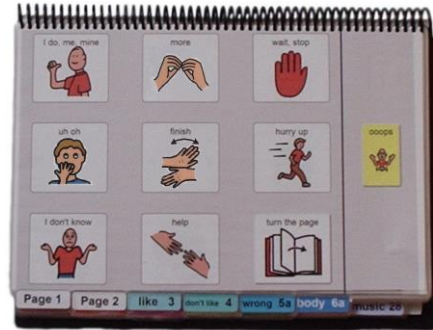 I do, me, mine
more
wait, stop
uh oh
finish
hurry up
ooops
I don't know
help
turn the page
Page 1
Page 2
like 3
don't like 4
wrong 5a
body 6a
music 28